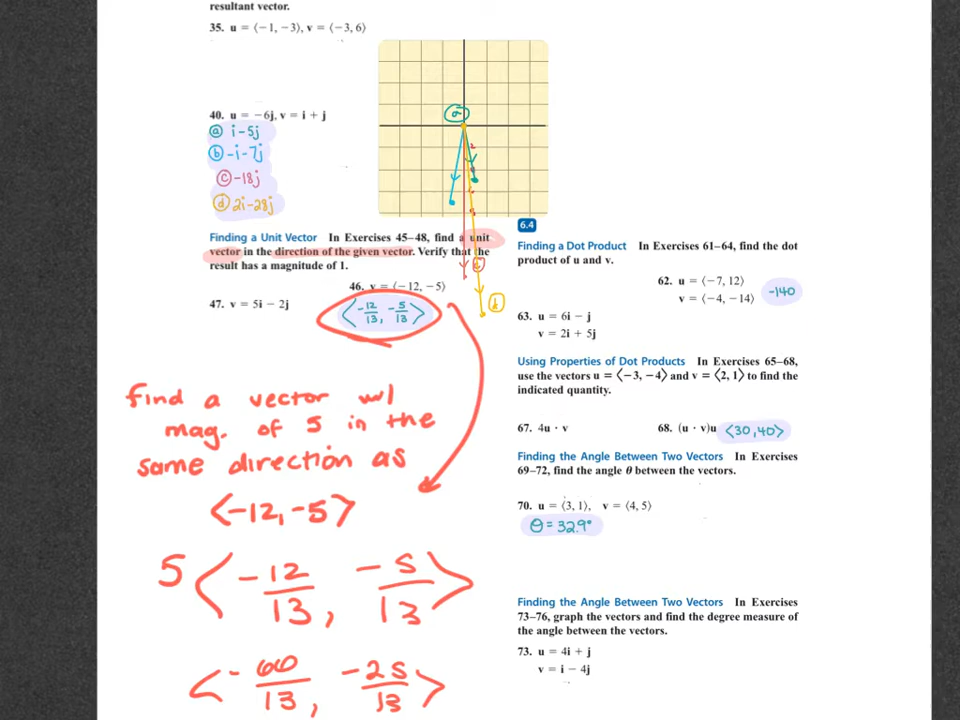 resultant vector.
35. u = ⟨−1, −3⟩, v = ⟨−3, 6⟩
40. u = −6j, v = i + j
ⓐ i-5j
ⓑ -i-7j
ⓒ -18j
ⓓ 2i-28j
Finding a Unit Vector In Exercises 45–48, find a unit
vector in the direction of the given vector. Verify that the
result has a magnitude of 1.
46. v = ⟨−12, −5⟩
47. v = 5i − 2j
⟨-12/13, -5/13⟩
find a vector w/
mag. of 5 in the
same direction as
⟨-12, -5⟩
5⟨-12/13, -5/13⟩
⟨-60/13, -25/13⟩
6.4
Finding a Dot Product In Exercises 61–64, find the dot
product of u and v.
62. u = ⟨−7, 12⟩
v = ⟨−4, −14⟩
-140
63. u = 6i − j
v = 2i + 5j
Using Properties of Dot Products In Exercises 65–68,
use the vectors u = ⟨−3, −4⟩ and v = ⟨2, 1⟩ to find the
indicated quantity.
67. 4u · v
68. (u · v)u ⟨30, 40⟩
Finding the Angle Between Two Vectors In Exercises
69–72, find the angle θ between the vectors.
70. u = ⟨3, 1⟩, v = ⟨4, 5⟩
θ = 32.9°
Finding the Angle Between Two Vectors In Exercises
73–76, graph the vectors and find the degree measure of
the angle between the vectors.
73. u = 4i + j
v = i − 4j